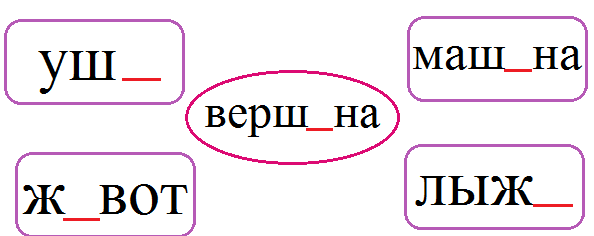 уш_
маш_на
верш_на
ж_вот
лыж_